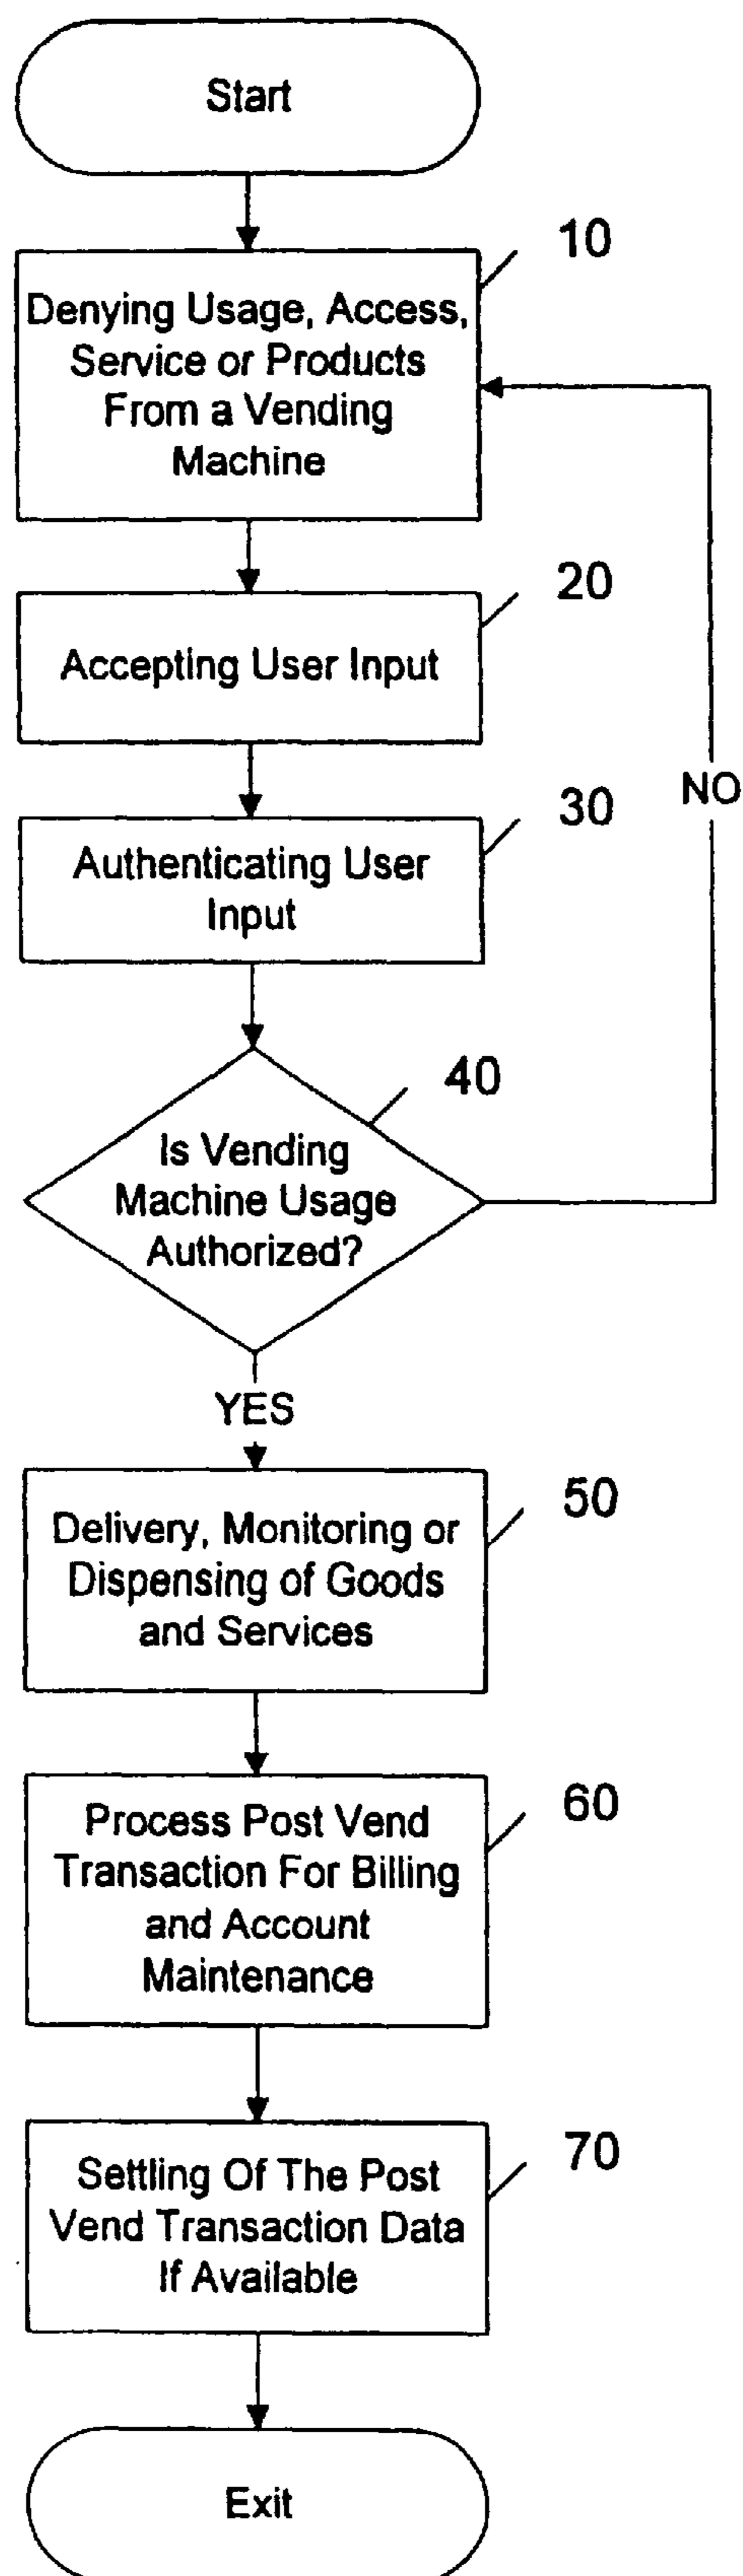 Start
10
Denying Usage, Access,
Service or Products
From a Vending
Machine
20
Accepting User Input
30
NO
Authenticating User
Input
40
Is Vending
Machine Usage
Authorized?
YES
50
Delivery, Monitoring or
Dispensing of Goods
and Services
60
Process Post Vend
Transaction For Billing
and Account
Maintenance
70
Settling Of The Post
Vend Transaction Data
If Available
Exit